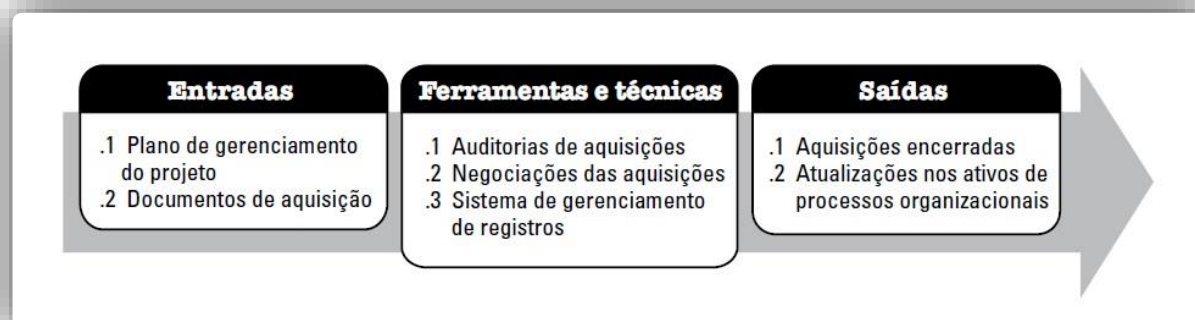 Entradas
.1 Plano de gerenciamento
do projeto
.2 Documentos de aquisição
Ferramentas e técnicas
.1 Auditorias de aquisições
.2 Negociações das aquisições
.3 Sistema de gerenciamento
de registros
Saídas
.1 Aquisições encerradas
.2 Atualizações nos ativos de
processos organizacionais